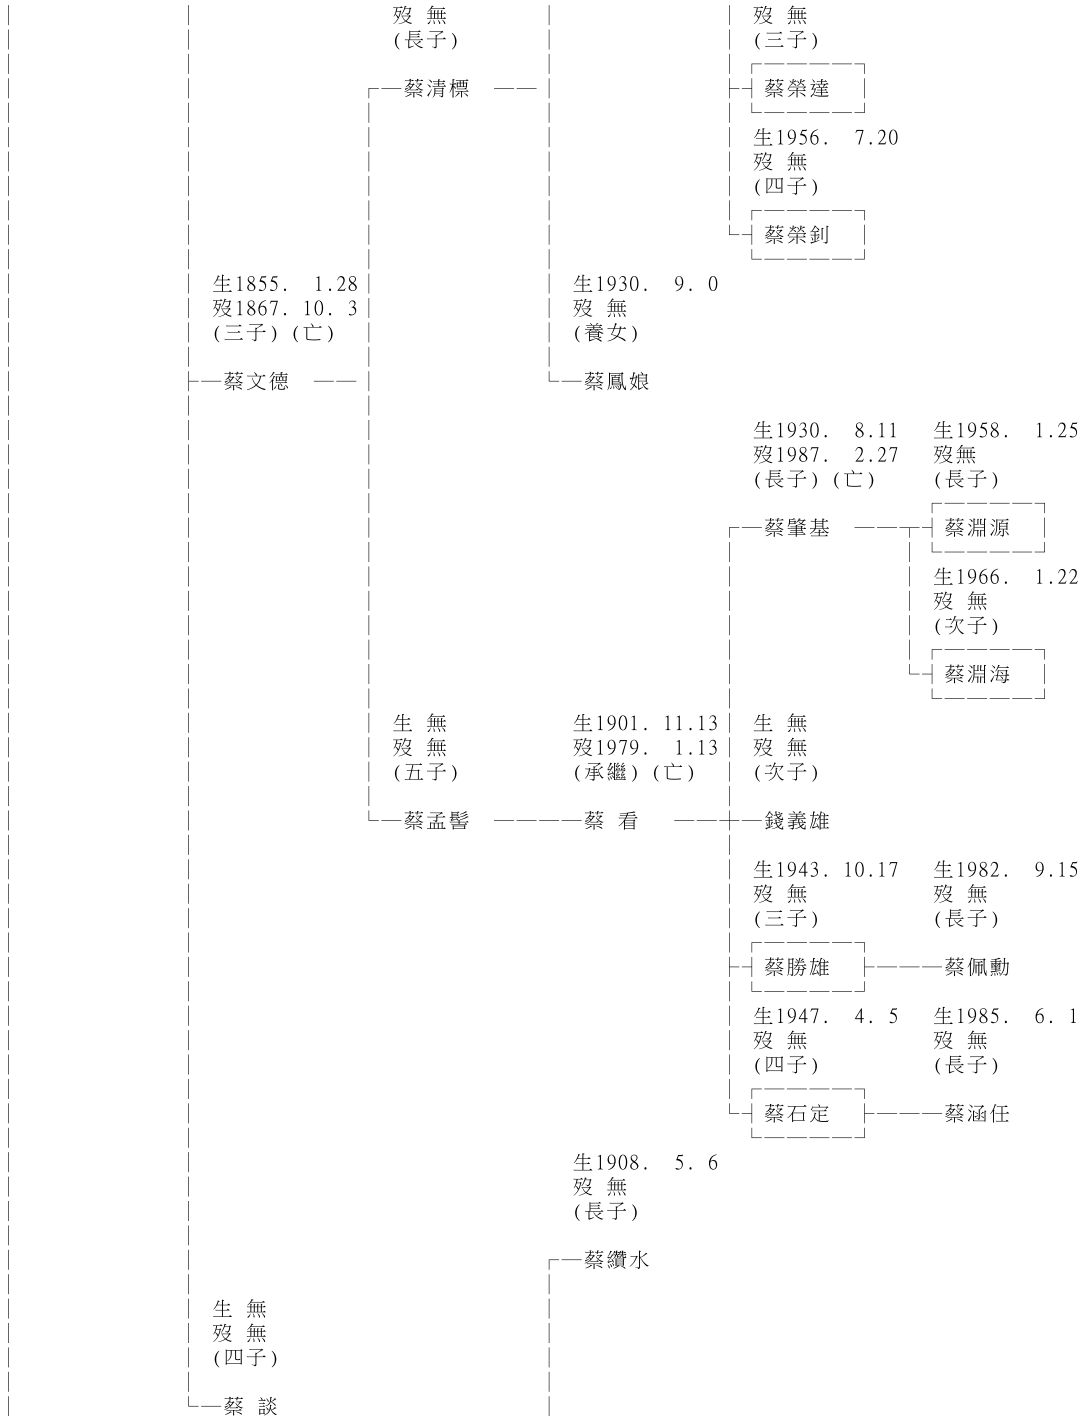 歿 無
(長子)
蔡清標
歿 無
(三子)
蔡榮達
生1956. 7.20
歿 無
(四子)
蔡榮釗
生1855. 1.28
歿1867. 10. 3
(三子)(亡)
蔡文德
生1930. 9. 0
歿 無
(養女)
蔡鳳娘
生1930. 8.11
歿1987. 2.27
(長子)(亡)
蔡肇基
生1958. 1.25
歿無
(長子)
蔡淵源
生1966. 1.22
歿 無
(次子)
蔡淵海
生 無
歿 無
(五子)
蔡孟髻
生1901. 11.13
歿1979. 1.13
(承繼)(亡)
蔡 看
生 無
歿 無
(次子)
錢義雄
生1943. 10.17
歿 無
(三子)
蔡勝雄
生1982. 9.15
歿 無
(長子)
蔡佩勳
生1947. 4. 5
歿 無
(四子)
蔡石定
生1985. 6. 1
歿 無
(長子)
蔡涵任
生1908. 5. 6
歿 無
(長子)
蔡纘水
生 無
歿 無
(四子)
蔡 談